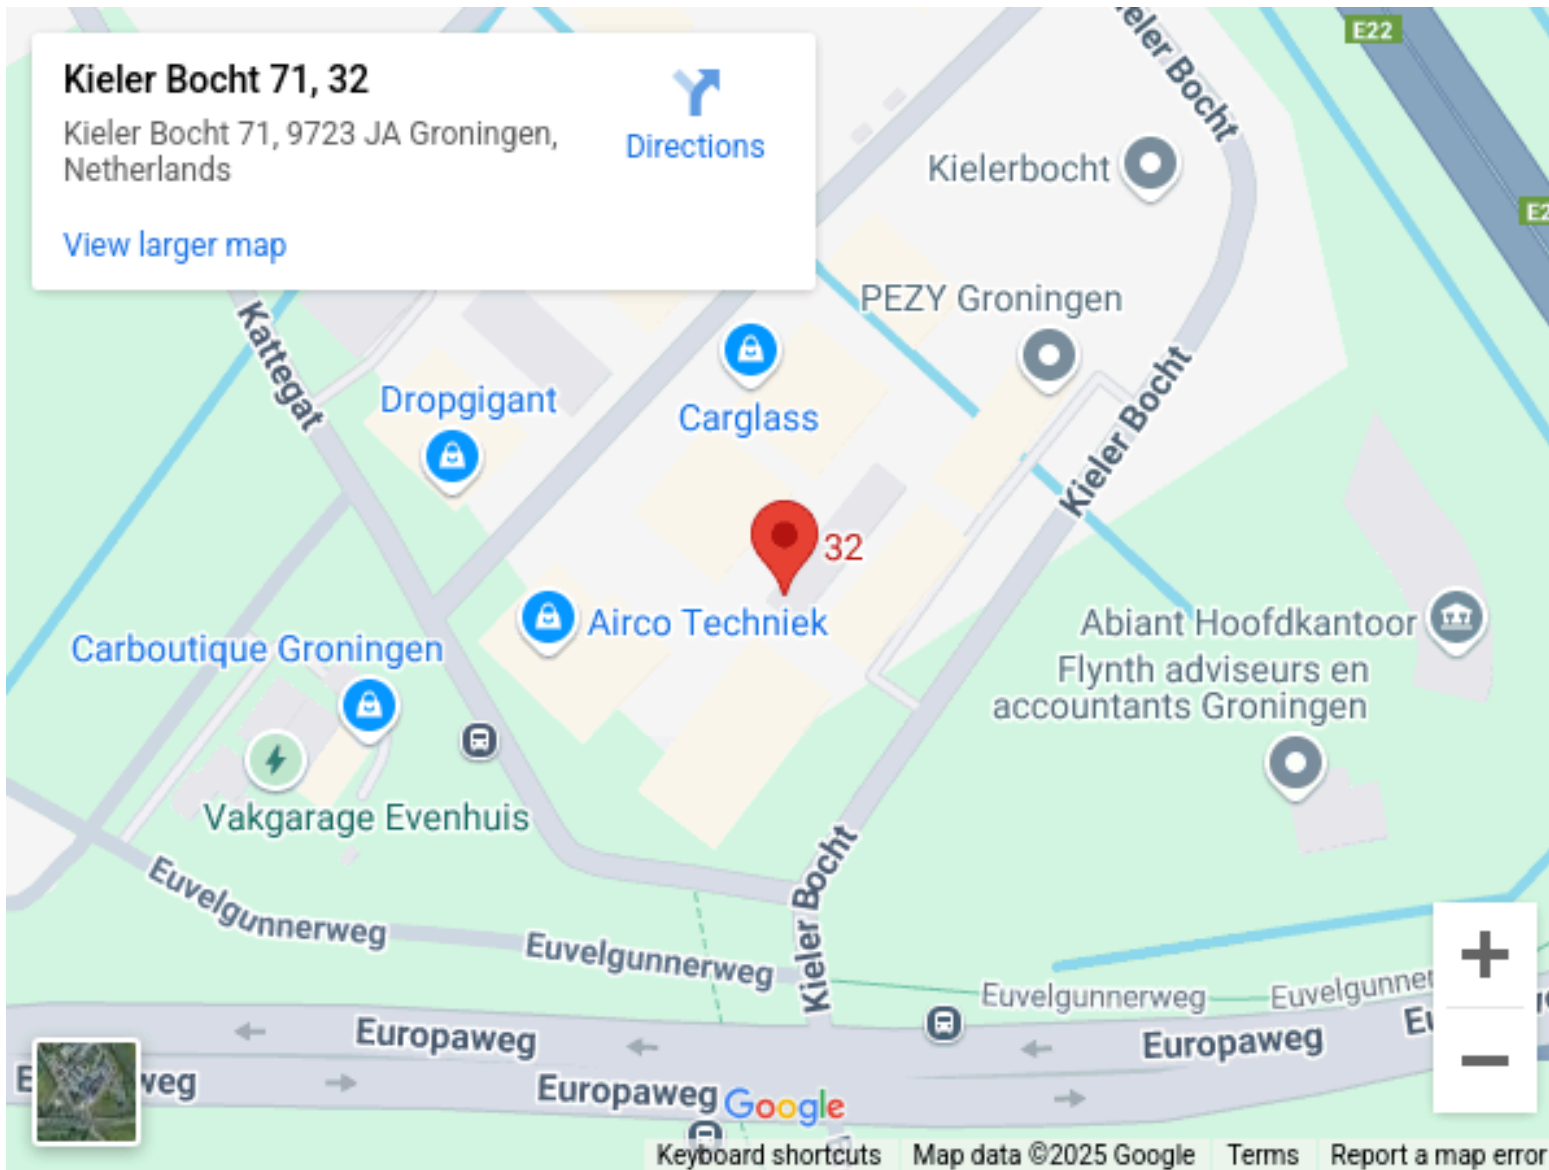 Kieler Bocht 71, 32
Kieler Bocht 71, 9723 JA Groningen,
Netherlands
Directions
View larger map
E22
Kieler Bocht
Kielerbocht
PEZY Groningen
Kattegat
Dropgigant
Carglass
Kieler Bocht
32
Airco Techniek
Carboutique Groningen
Abiant Hoofdkantoor
Flynth adviseurs en
accountants Groningen
Vakgarage Evenhuis
Kieler Bocht
Euvelgunnerweg
Euvelgunnerweg
Euvelgunnerweg
Europaweg
Europaweg
Europaweg
Google
Keyboard shortcuts
Map data ©2025 Google
Terms
Report a map error